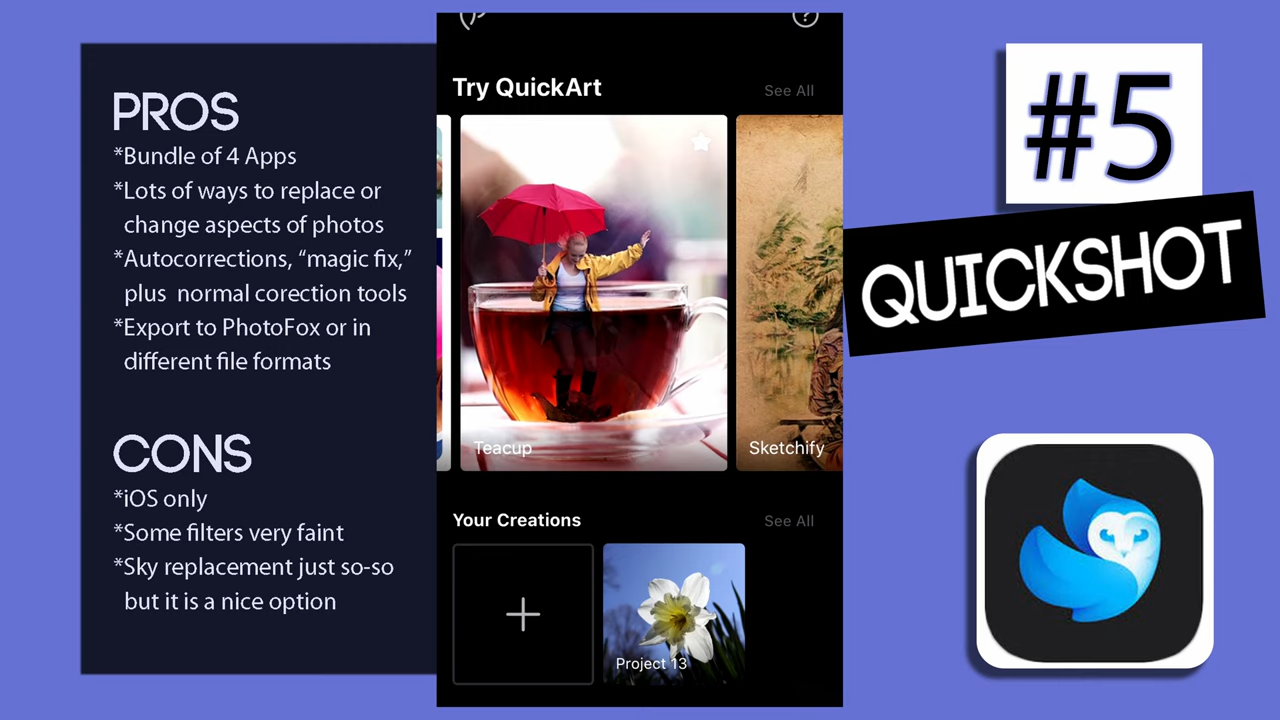 PROS
*Bundle of 4 Apps
*Lots of ways to replace or
change aspects of photos
*Autocorrections, “magic fix,”
plus normal corection tools
*Export to PhotoFox or in
different file formats
CONS
*iOS only
*Some filters very faint
*Sky replacement just so-so
but it is a nice option
?
Try QuickArt
See All
Teacup
Sketchify
Your Creations
See All
+
Project 13
#5
QUICKSHOT